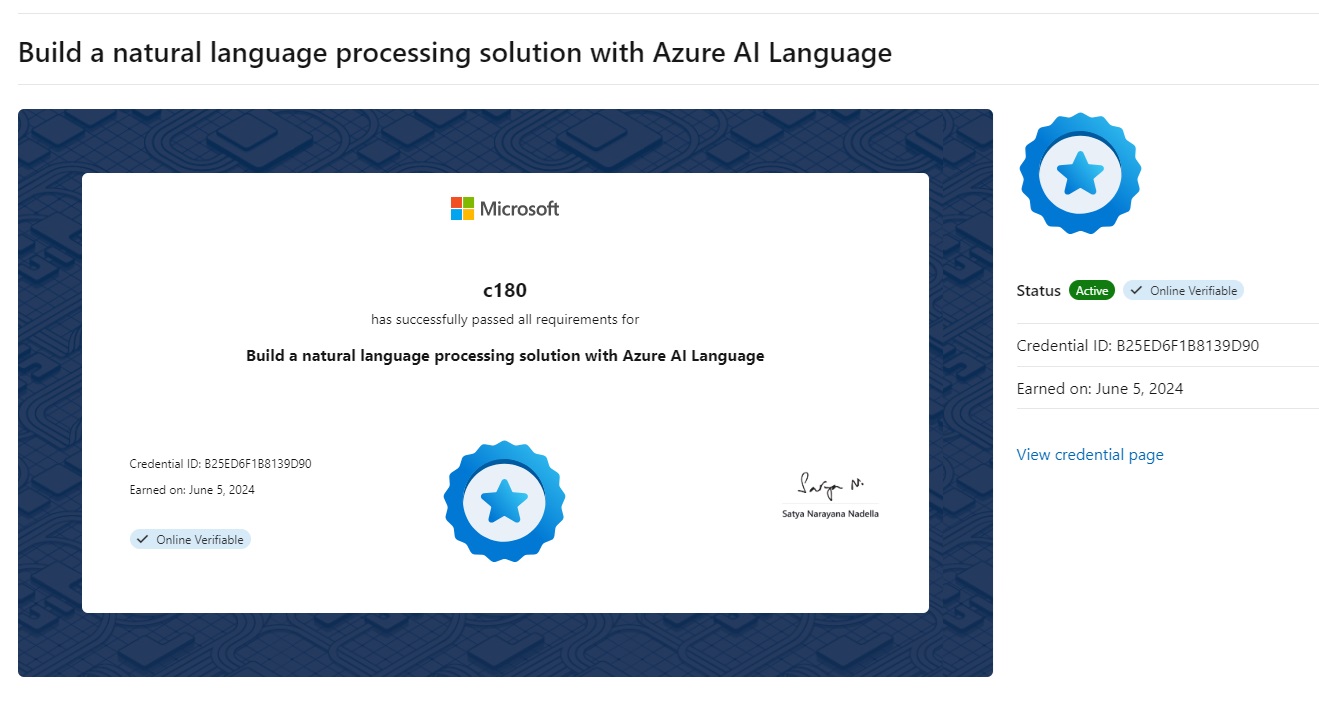 Build a natural language processing solution with Azure AI Language
Microsoft
c180
has successfully passed all requirements for
Build a natural language processing solution with Azure AI Language
Credential ID: B25ED6F1B8139D90
Earned on: June 5, 2024
Online Verifiable
Satya N.
Satya Narayana Nadella
Status Active Online Verifiable
Credential ID: B25ED6F1B8139D90
Earned on: June 5, 2024
View credential page